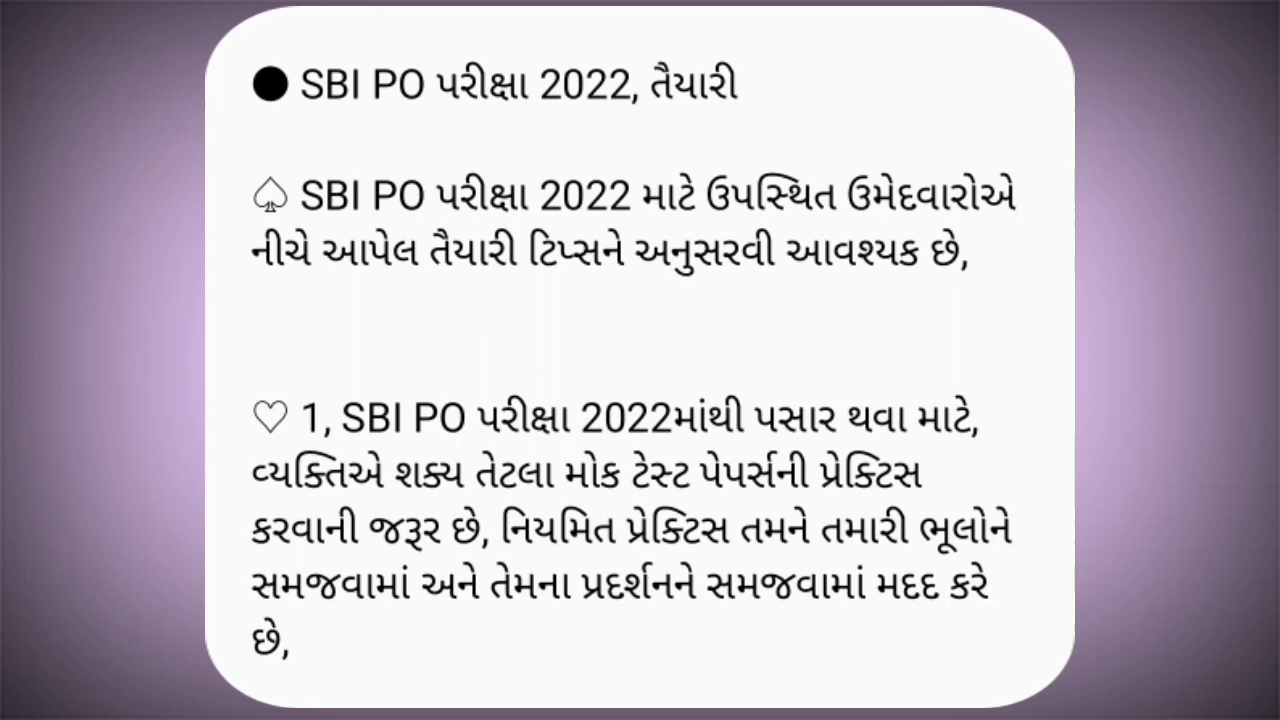 ● SBI PO પરીક્ષા 2022, તૈયારી
♤ SBI PO પરીક્ષા 2022 માટે ઉપસ્થિત ઉમેદવારોએ
નીચે આપેલ તૈયારી ટિપ્સને અનુસરવી આવશ્યક છે,
♡ 1, SBI PO પરીક્ષા 2022માંથી પસાર થવા માટે,
વ્યક્તિએ શક્ય તેટલા મોક ટેસ્ટ પેપર્સની પ્રેક્ટિસ
કરવાની જરૂર છે, નિયમિત પ્રેક્ટિસ તમને તમારી ભૂલોને
સમજવામાં અને તેમના પ્રદર્શનને સમજવામાં મદદ કરે
છે,